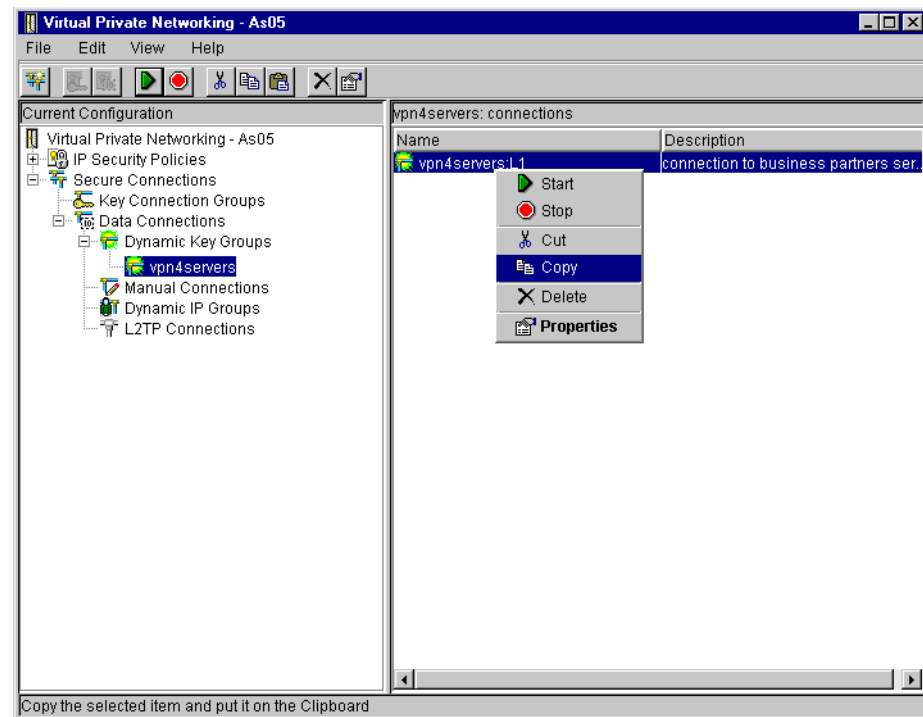 Virtual Private Networking - As05
File Edit View Help
Current Configuration
Virtual Private Networking - As05
IP Security Policies
Secure Connections
Key Connection Groups
Data Connections
Dynamic Key Groups
vpn4servers
Manual Connections
Dynamic IP Groups
L2TP Connections
vpn4servers: connections
Name Description
vpn4servers:L1 connection to business partners ser..
Start
Stop
Cut
Copy
Delete
Properties
Copy the selected item and put it on the Clipboard